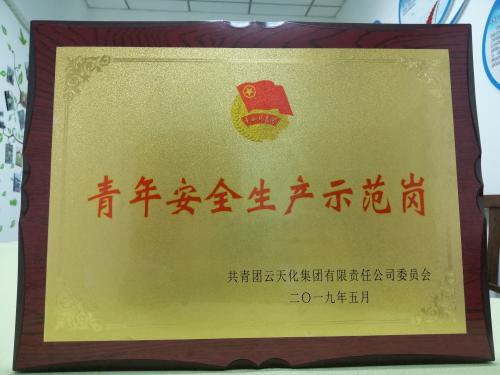 青年安全生产示范岗
共青团云天化集团有限责任公司委员会
二〇一九年五月